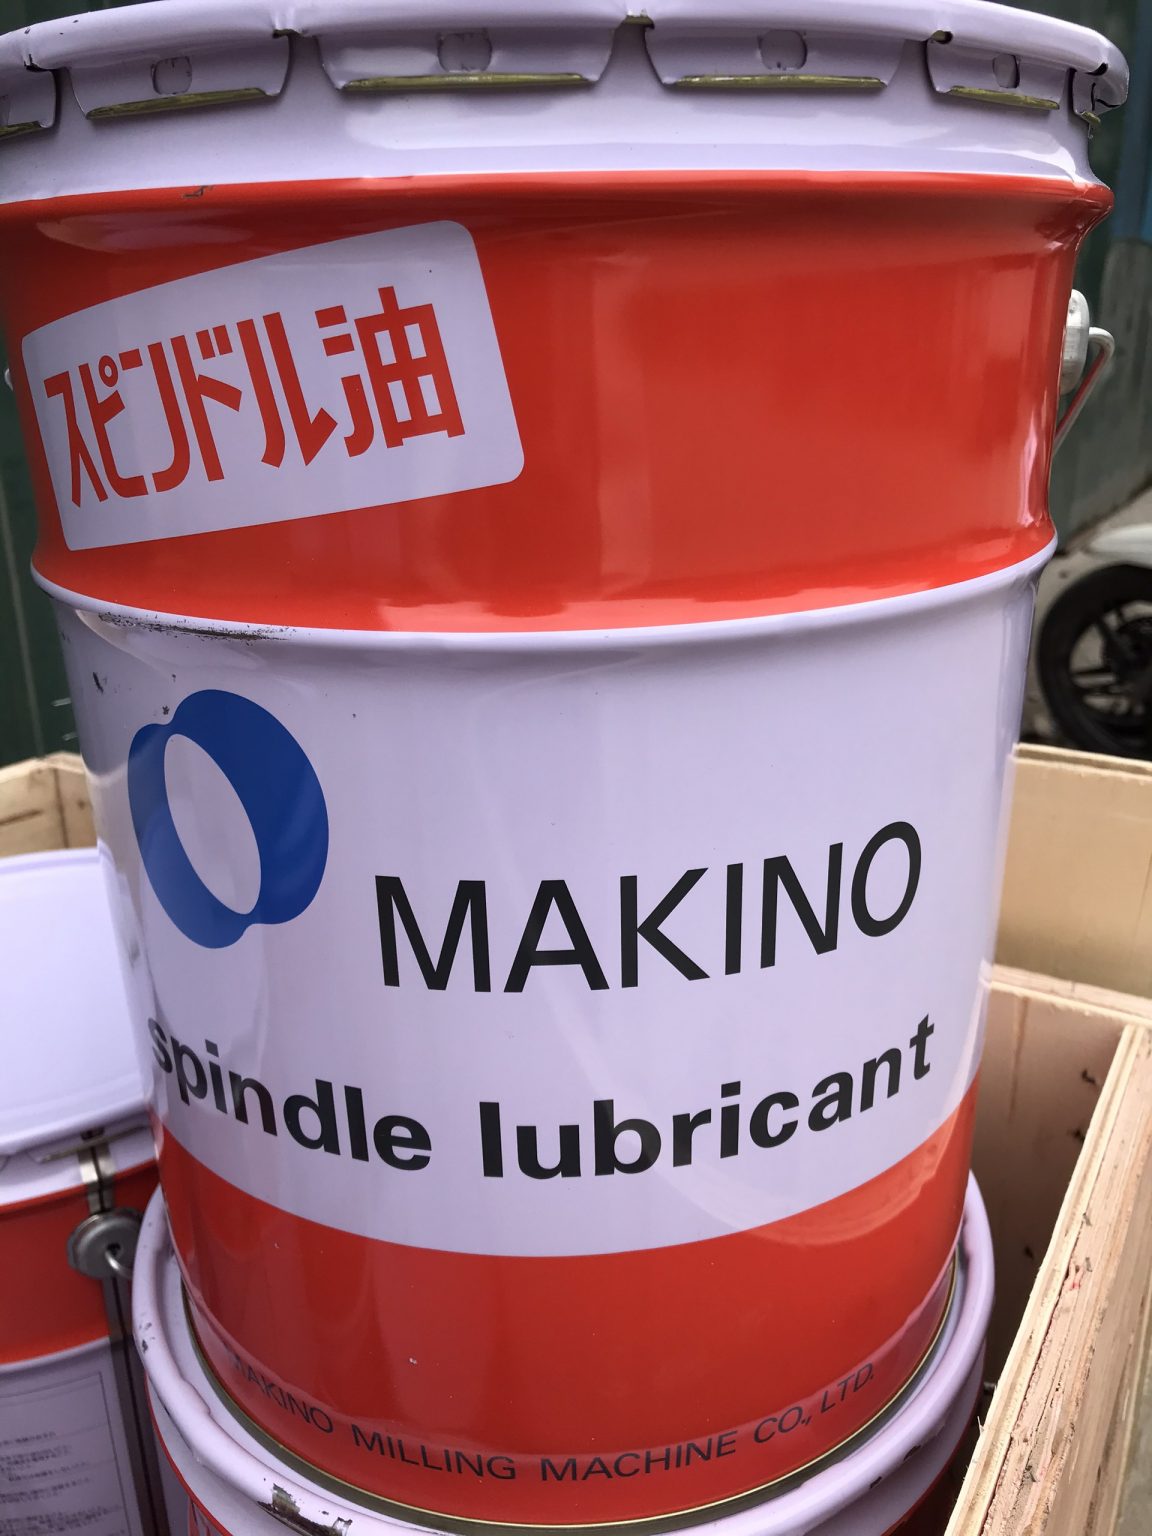 スピンドル油
MAKINO
spindle lubricant
MAKINO MILLING MACHINE CO., LTD.